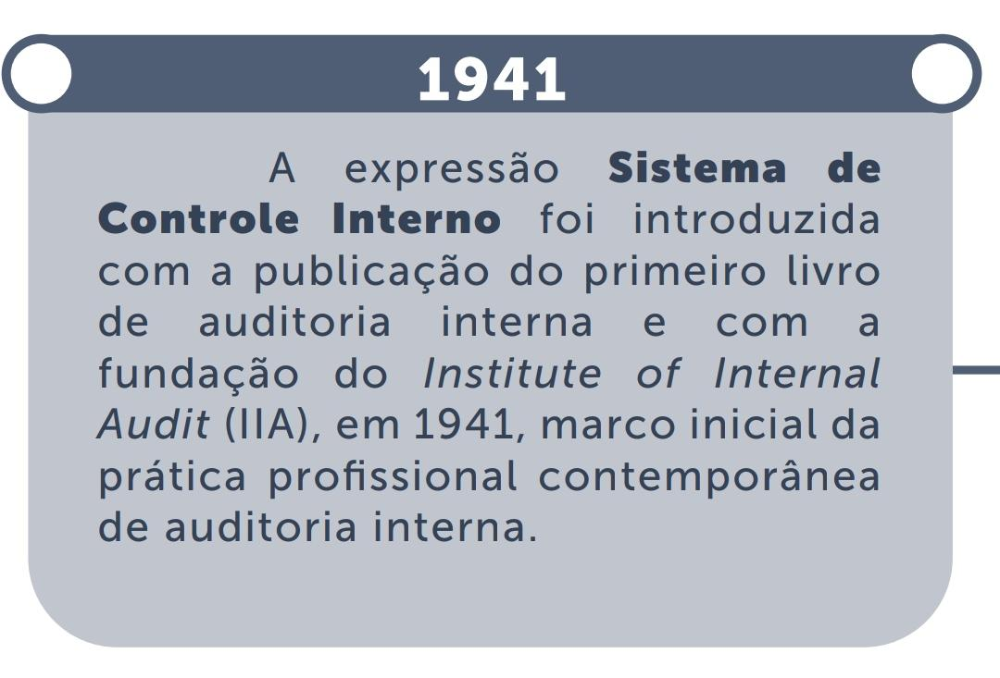 1941
A expressão Sistema de
Controle Interno foi introduzida
com a publicação do primeiro livro
de auditoria interna e com a
fundação do Institute of Internal
Audit (IIA), em 1941, marco inicial da
prática profissional contemporânea
de auditoria interna.